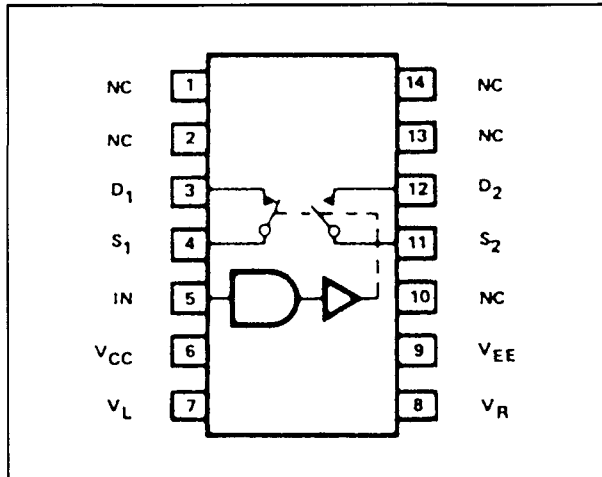 NC 1 14 NC
NC 2 13 NC
D1 3 12 D2
S1 4 11 S2
IN 5 10 NC
VCC 6 9 VEE
VL 7 8 VR